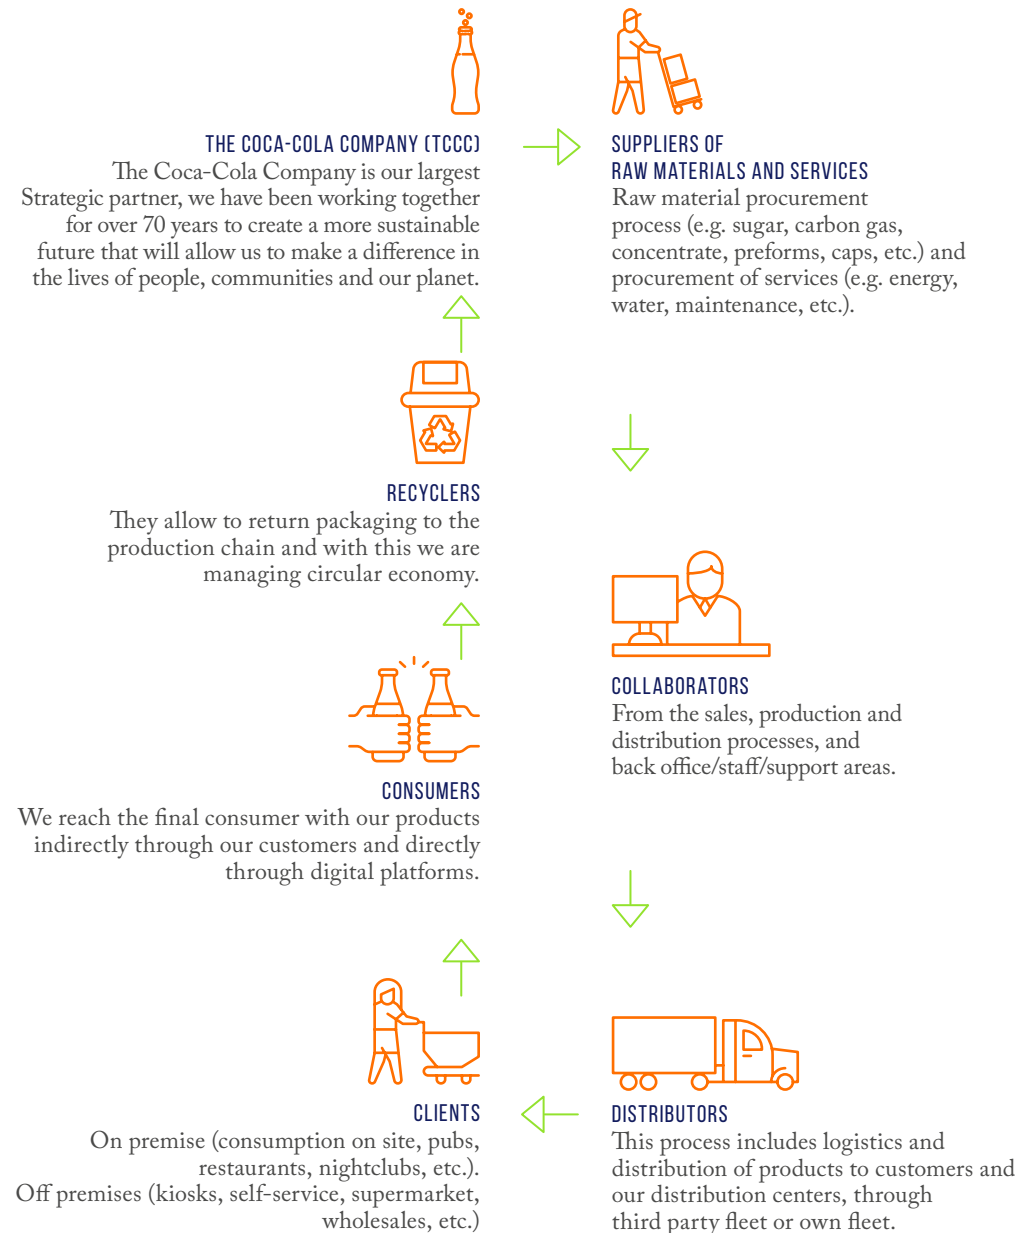 THE COCA-COLA COMPANY (TCCC)
The Coca-Cola Company is our largest
Strategic partner, we have been working together
for over 70 years to create a more sustainable
future that will allow us to make a difference in
the lives of people, communities and our planet.
SUPPLIERS OF
RAW MATERIALS AND SERVICES
Raw material procurement
process (e.g. sugar, carbon gas,
concentrate, preforms, caps, etc.) and
procurement of services (e.g. energy,
water, maintenance, etc.).
COLLABORATORS
From the sales, production and
distribution processes, and
back office/staff/support areas.
DISTRIBUTORS
This process includes logistics and
distribution of products to customers and
our distribution centers, through
third party fleet or own fleet.
CLIENTS
On premise (consumption on site, pubs,
restaurants, nightclubs, etc.).
Off premises (kiosks, self-service, supermarket,
wholesales, etc.)
CONSUMERS
We reach the final consumer with our products
indirectly through our customers and directly
through digital platforms.
RECYCLERS
They allow to return packaging to the
production chain and with this we are
managing circular economy.